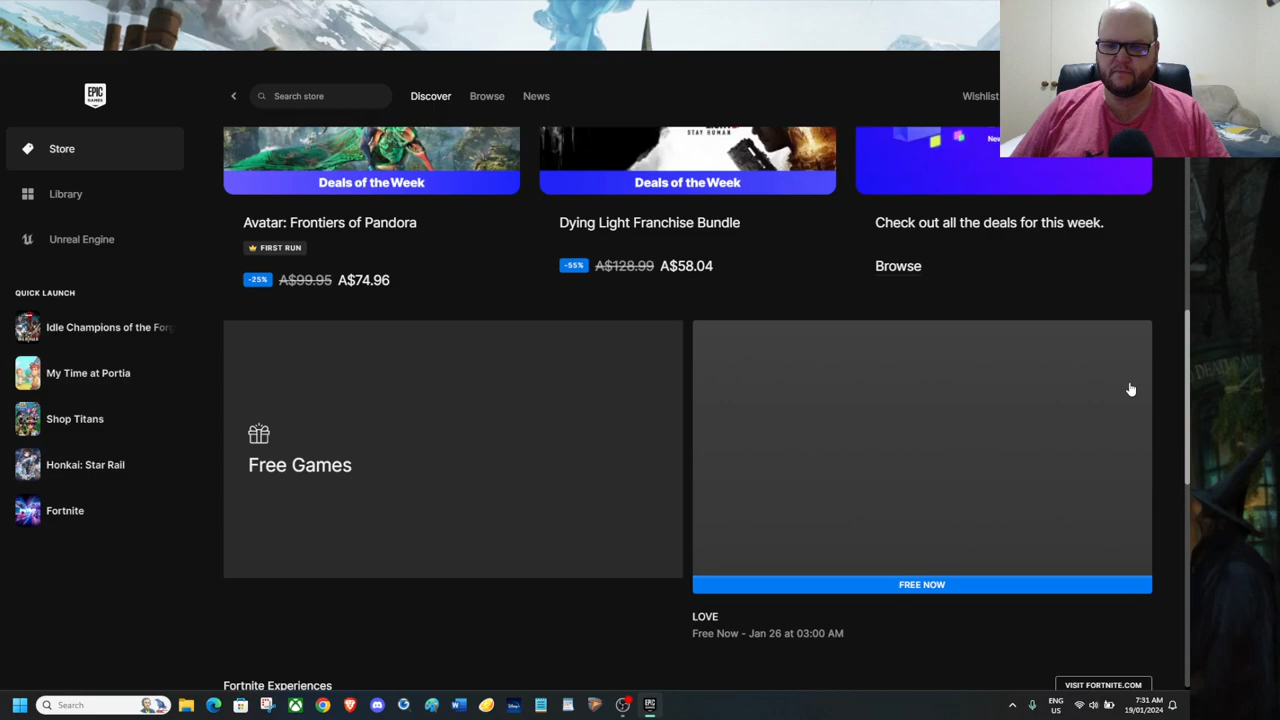 EPIC
GAMES
Search store
Discover
Browse
News
Wishlist
Store
Library
Unreal Engine
QUICK LAUNCH
Idle Champions of the For
My Time at Portia
Shop Titans
Honkai: Star Rail
Fortnite
STAY HUMAN
New
Deals of the Week
Deals of the Week
Avatar: Frontiers of Pandora
FIRST RUN
-25% A$99.95 A$74.96
Dying Light Franchise Bundle
-55% A$128.99 A$58.04
Check out all the deals for this week.
Browse
Free Games
FREE NOW
LOVE
Free Now - Jan 26 at 03:00 AM
Fortnite Experiences
VISIT FORTNITE.COM
Search
ENG
US
7:31 AM
19/01/2024